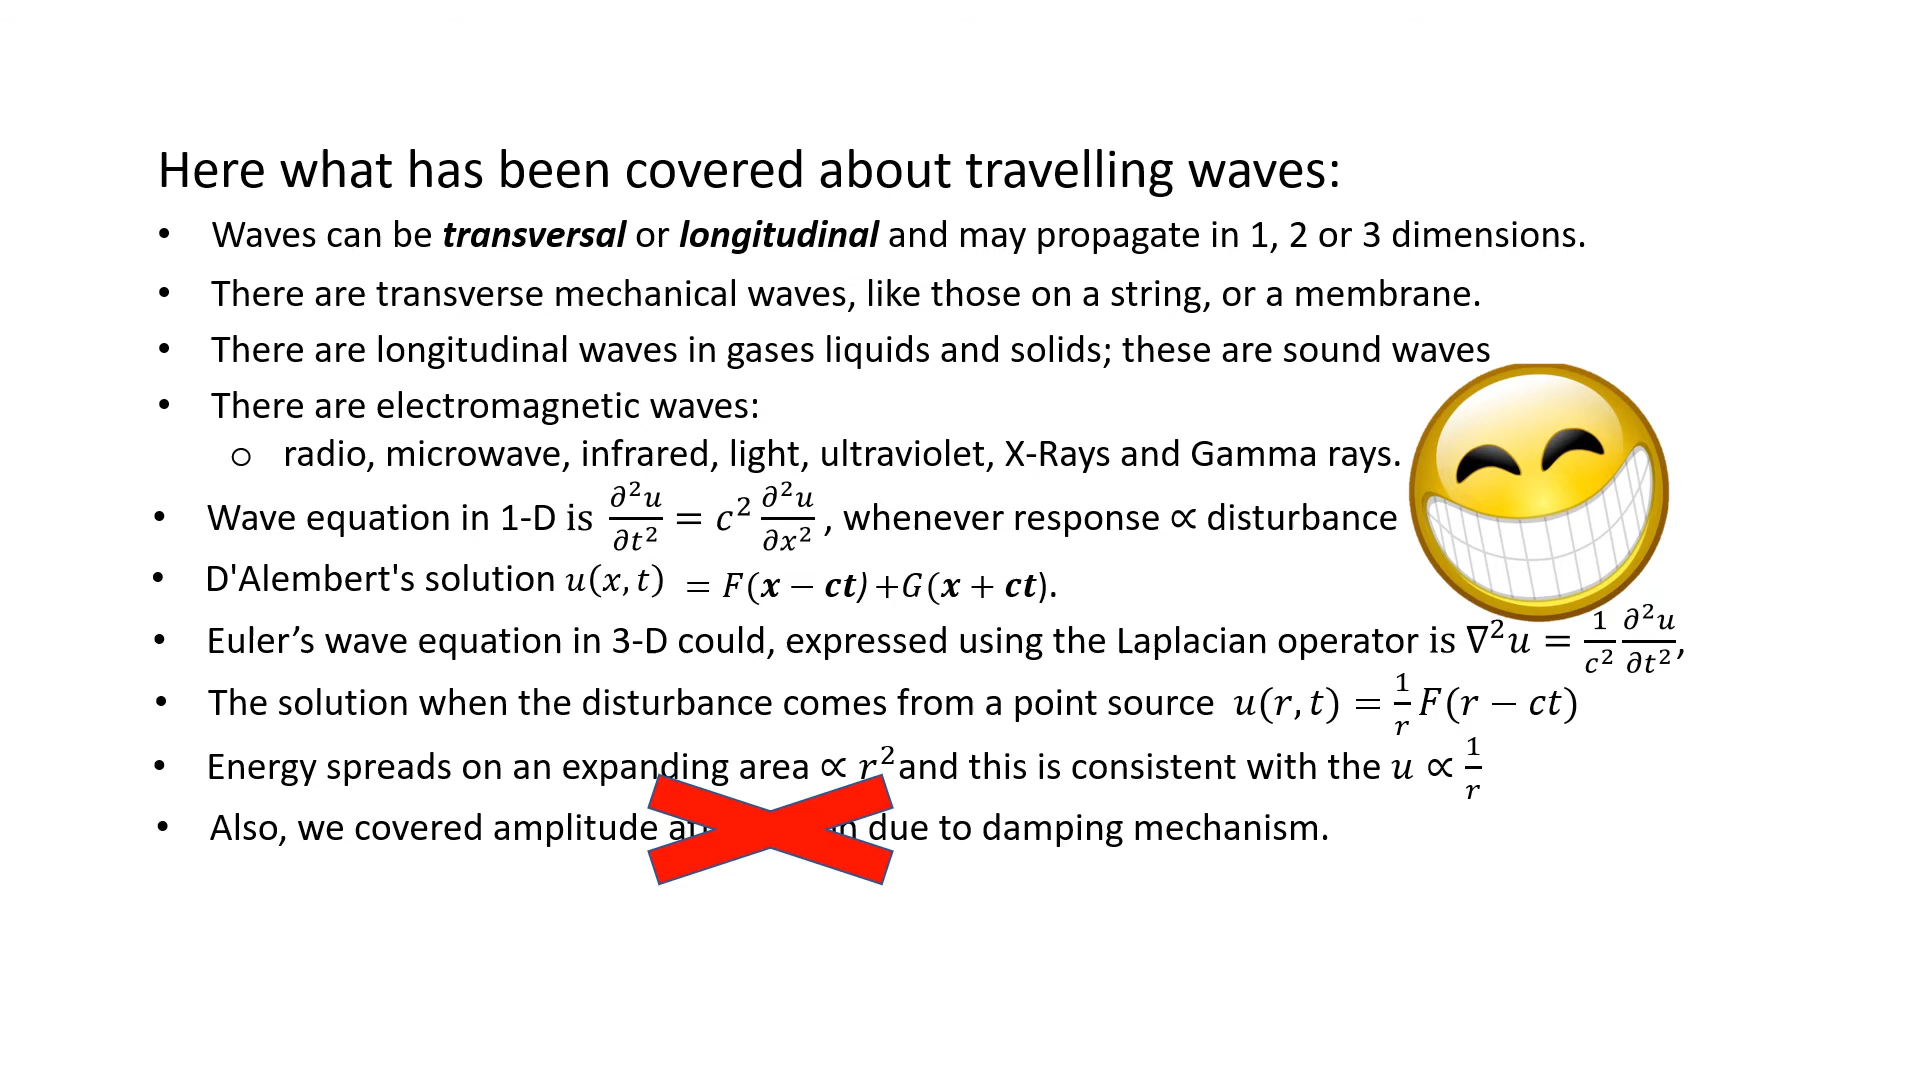 Here what has been covered about travelling waves:
• Waves can be transversal or longitudinal and may propagate in 1, 2 or 3 dimensions.
• There are transverse mechanical waves, like those on a string, or a membrane.
• There are longitudinal waves in gases liquids and solids; these are sound waves
• There are electromagnetic waves:
o radio, microwave, infrared, light, ultraviolet, X-Rays and Gamma rays.
• Wave equation in 1-D is ∂²u/∂t² = c² ∂²u/∂x² , whenever response ∝ disturbance
• D'Alembert's solution u(x, t) = F(x − ct)+G(x + ct).
• Euler’s wave equation in 3-D could, expressed using the Laplacian operator is ∇²u = 1/c² ∂²u/∂t²,
• The solution when the disturbance comes from a point source u(r, t) = 1/r F(r − ct)
• Energy spreads on an expanding area ∝ r² and this is consistent with the u ∝ 1/r
• Also, we covered amplitude due to damping mechanism.